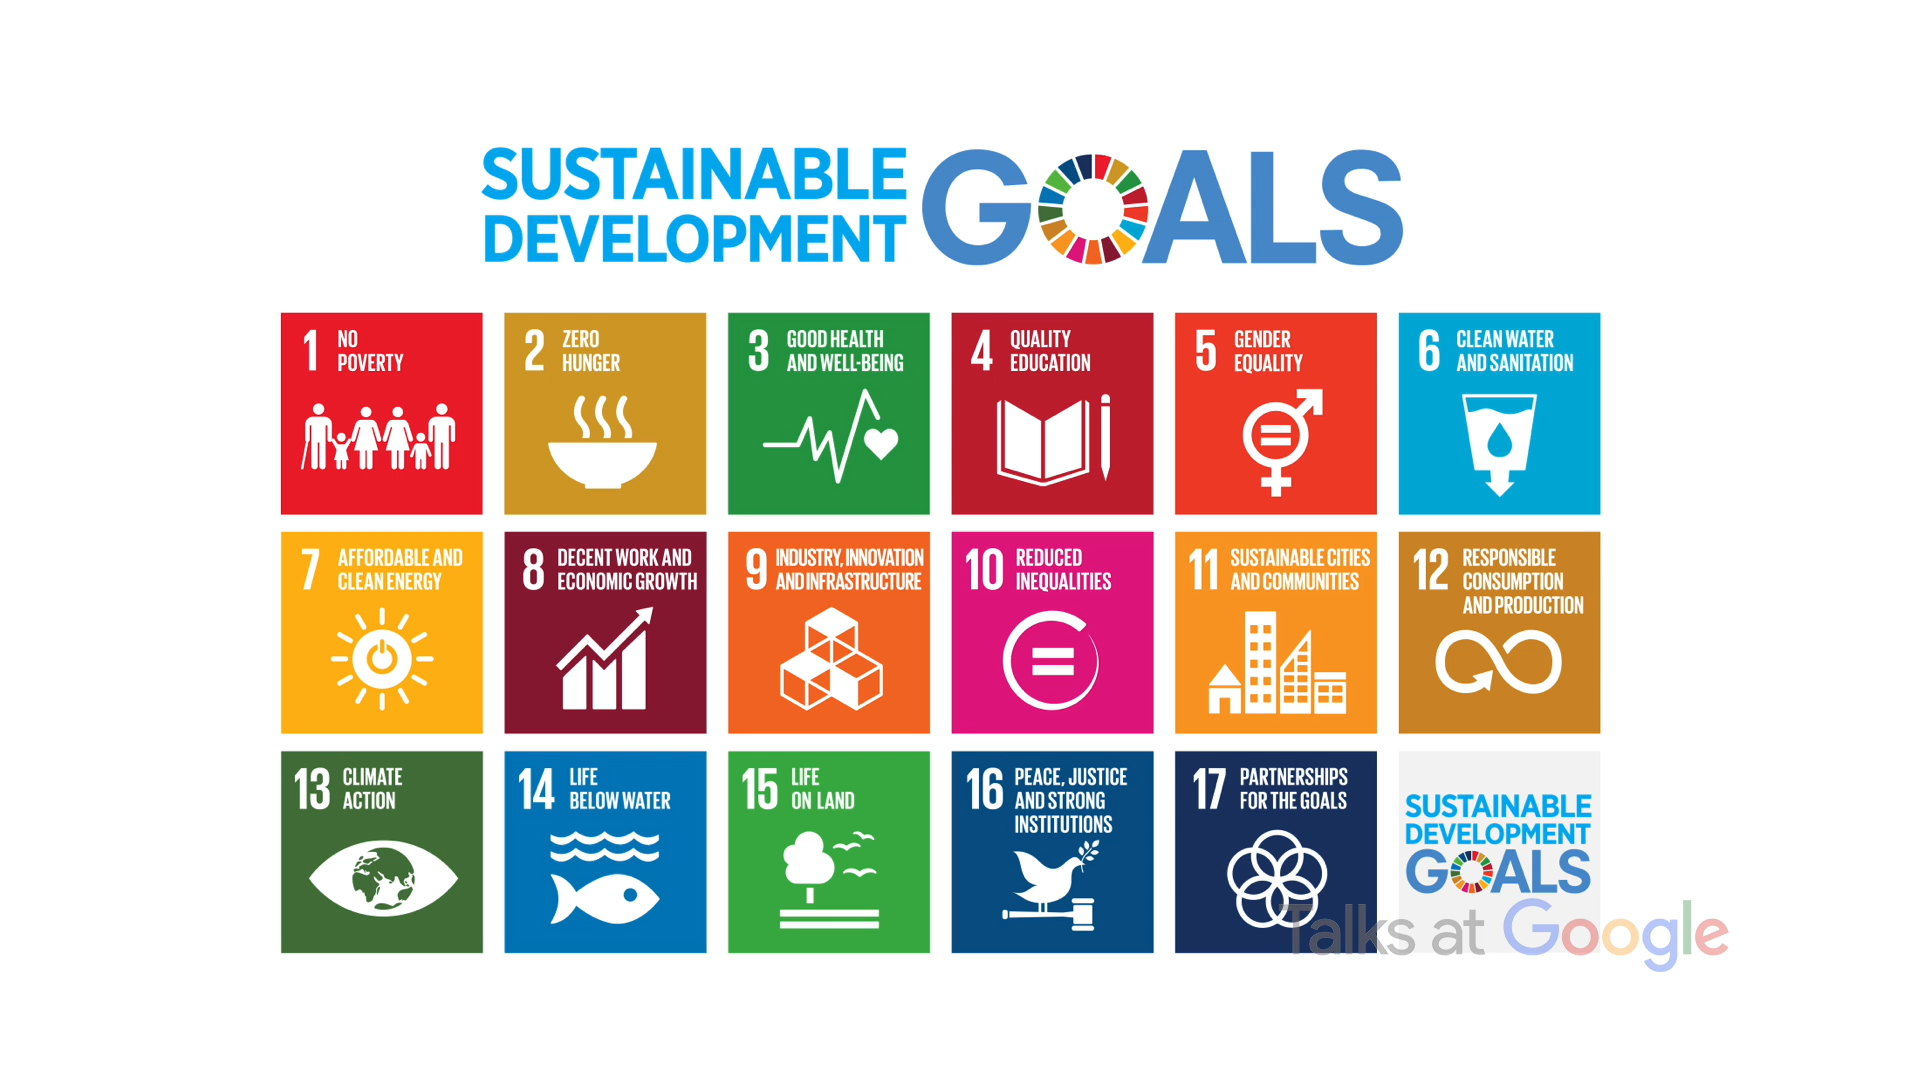 SUSTAINABLE
DEVELOPMENT
GOALS
1 NO
POVERTY
2 ZERO
HUNGER
3 GOOD HEALTH
AND WELL-BEING
4 QUALITY
EDUCATION
5 GENDER
EQUALITY
6 CLEAN WATER
AND SANITATION
7 AFFORDABLE AND
CLEAN ENERGY
8 DECENT WORK AND
ECONOMIC GROWTH
9 INDUSTRY, INNOVATION
AND INFRASTRUCTURE
10 REDUCED
INEQUALITIES
11 SUSTAINABLE CITIES
AND COMMUNITIES
12 RESPONSIBLE
CONSUMPTION
AND PRODUCTION
13 CLIMATE
ACTION
14 LIFE
BELOW WATER
15 LIFE
ON LAND
16 PEACE, JUSTICE
AND STRONG
INSTITUTIONS
17 PARTNERSHIPS
FOR THE GOALS
SUSTAINABLE
DEVELOPMENT
GOALS
Talks at Google